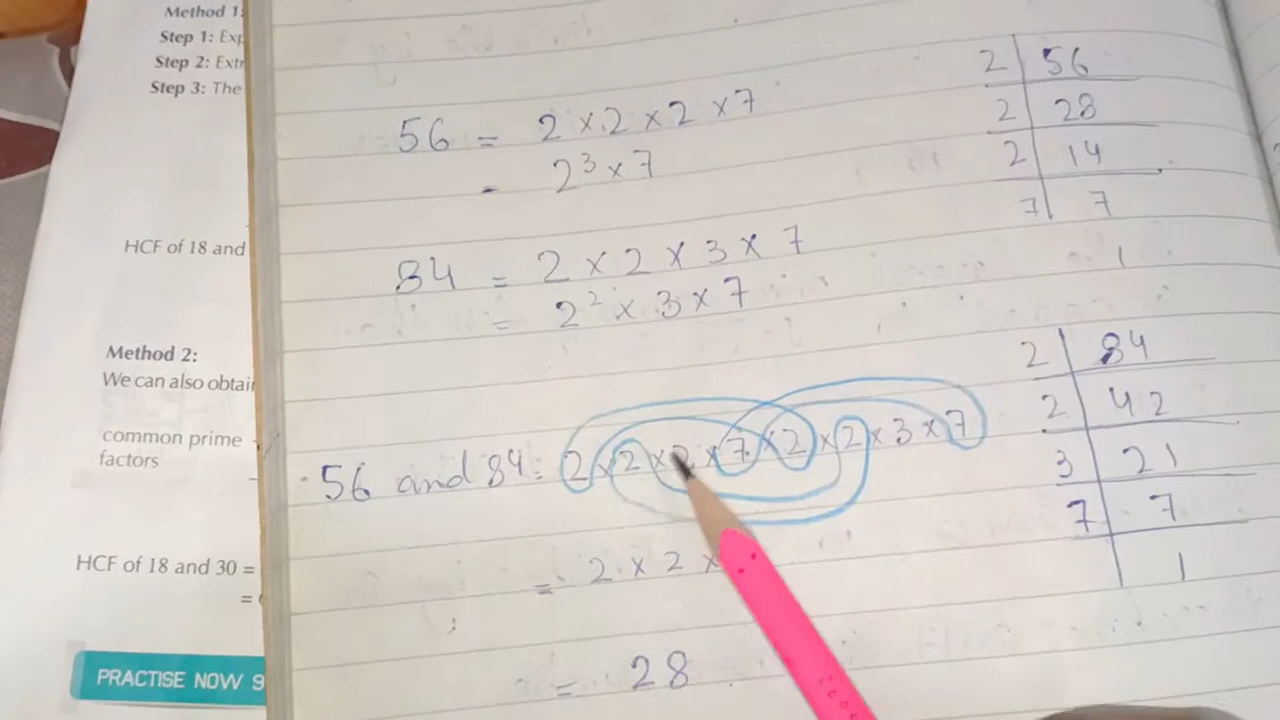 Method 1:
Step 1: Exp
Step 2: Extr
Step 3: The
HCF of 18 and
Method 2:
We can also obtai
common prime
factors
HCF of 18 and 30 =
=
PRACTISE NOW 9
56 = 2 × 2 × 2 × 7
= 2³ × 7
84 = 2 × 2 × 3 × 7
= 2² × 3 × 7
56 and 84 = 2 × 2 × 2 × 7 × 2 × 2 × 3 × 7
= 2 × 2 ×
= 28
2 | 56
2 | 28
2 | 14
7 | 7
1
2 | 84
2 | 42
3 | 21
7 | 7
1